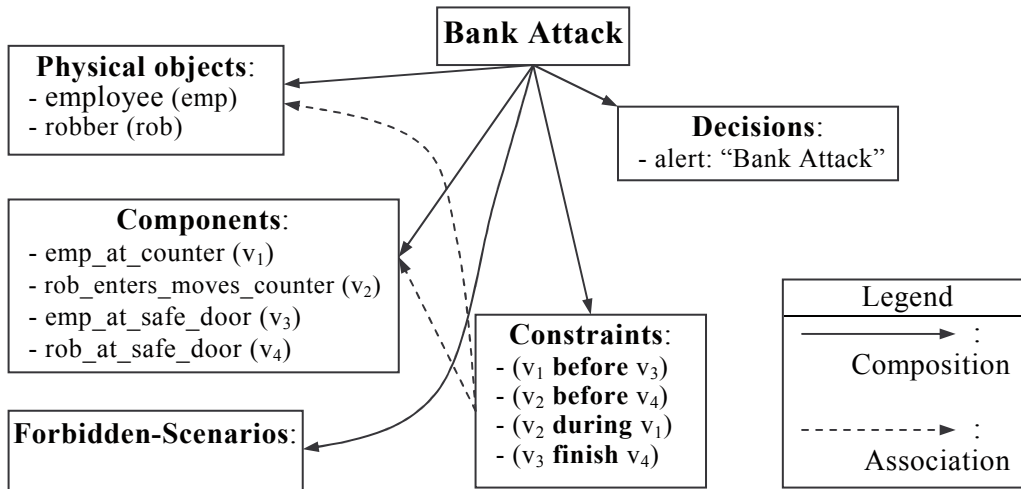 Bank Attack
Physical objects:
- employee (emp)
- robber (rob)
Decisions:
- alert: “Bank Attack”
Components:
- emp_at_counter (v₁)
- rob_enters_moves_counter (v₂)
- emp_at_safe_door (v₃)
- rob_at_safe_door (v₄)
Forbidden-Scenarios:
Constraints:
- (v₁ before v₃)
- (v₂ before v₄)
- (v₂ during v₁)
- (v₃ finish v₄)
Legend
:
Composition
:
Association